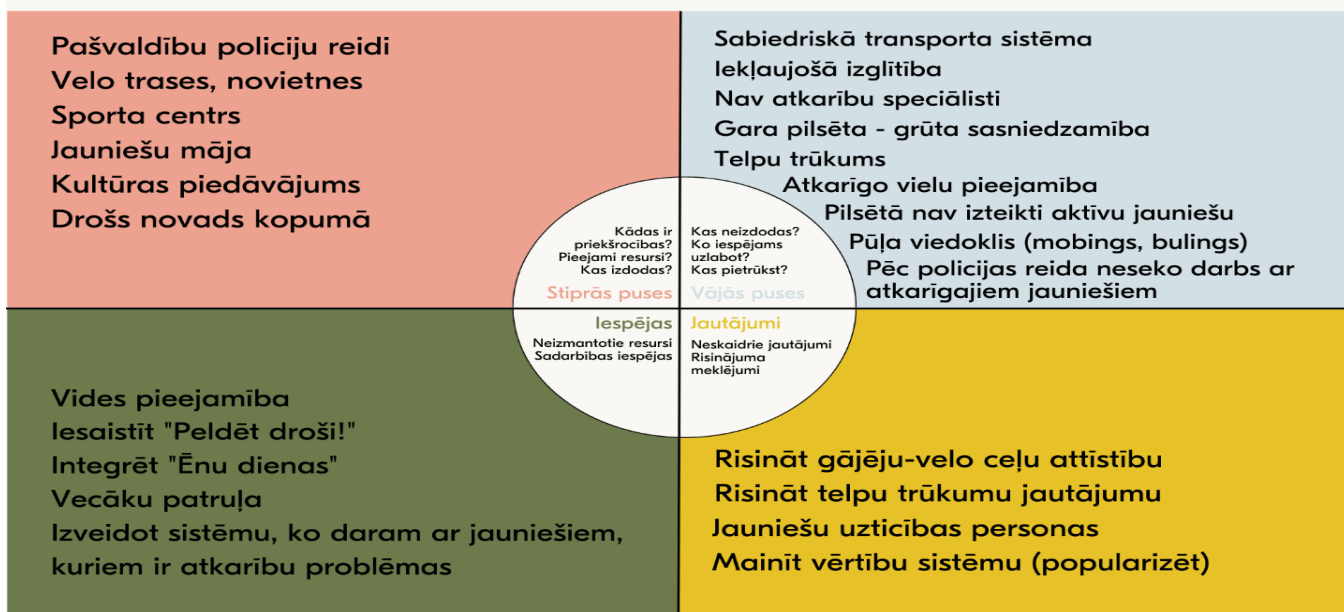 Pašvaldību policiju reidi
Velo trases, novietnes
Sporta centrs
Jauniešu māja
Kultūras piedāvājums
Drošs novads kopumā
Sabiedriskā transporta sistēma
Iekļaujošā izglītība
Nav atkarību speciālisti
Gara pilsēta - grūta sasniedzamība
Telpu trūkums
Atkarīgo vielu pieejamība
Pilsētā nav izteikti aktīvu jauniešu
Pūļa viedoklis (mobings, bulings)
Pēc policijas reida neseko darbs ar
atkarīgajiem jauniešiem
Kādas ir
priekšrocības?
Pieejami resursi?
Kas izdodas?
Stiprās puses
Kas neizdodas?
Ko iespējams
uzlabot?
Kas pietrūkst?
Vājās puses
Iespējas
Neizmantotie resursi
Sadarbības iespējas
Jautājumi
Neskaidrie jautājumi
Risinājuma
meklējumi
Vides pieejamība
Iesaistīt "Peldēt droši!"
Integrēt "Ēnu dienas"
Vecāku patruļa
Izveidot sistēmu, ko daram ar jauniešiem,
kuriem ir atkarību problēmas
Risināt gājēju-velo ceļu attīstību
Risināt telpu trūkumu jautājumu
Jauniešu uzticības personas
Mainīt vērtību sistēmu (popularizēt)